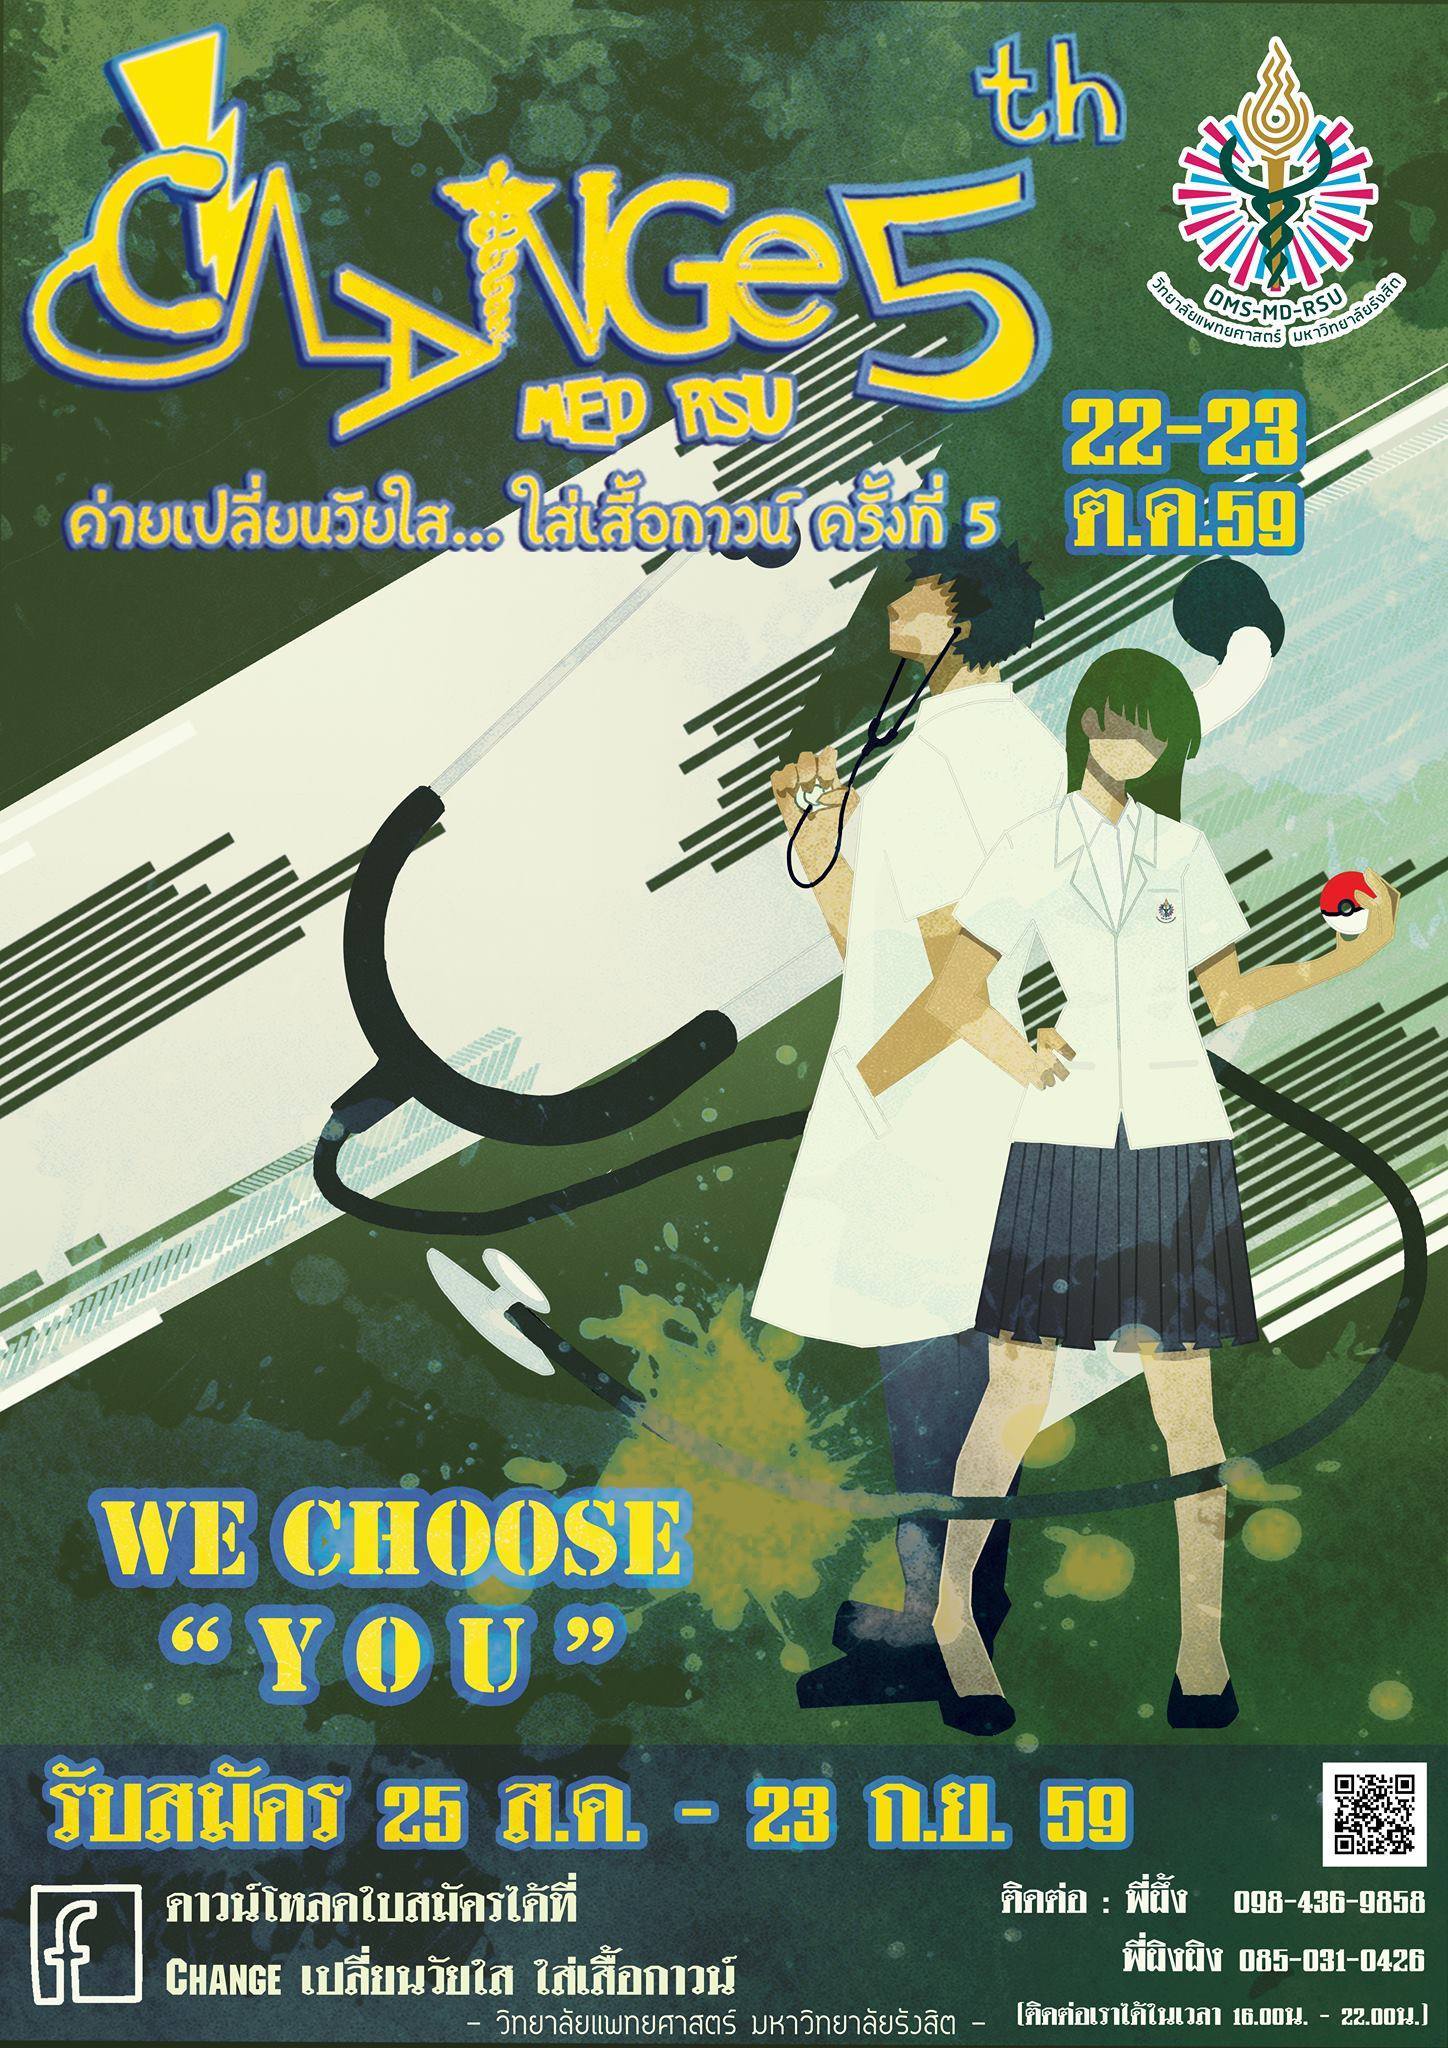 CHANGe 5th
MED RSU
DMS-MD-RSU
วิทยาลัยแพทยศาสตร์ มหาวิทยาลัยรังสิต
22-23
ต.ค.59
ค่ายเปลี่ยนวัยใส... ใส่เสื้อกาวน์ ครั้งที่ 5
WE CHOOSE
“YOU”
รับสมัคร 25 ส.ค. - 23 ก.ย. 59
ดาวน์โหลดใบสมัครได้ที่
CHANGE เปลี่ยนวัยใส ใส่เสื้อกาวน์
ติดต่อ : พี่ผึ้ง 098-436-9858
พี่ผิงผิง 085-031-0426
(ติดต่อเราได้ในเวลา 16.00น. - 22.00น.)
- วิทยาลัยแพทยศาสตร์ มหาวิทยาลัยรังสิต -